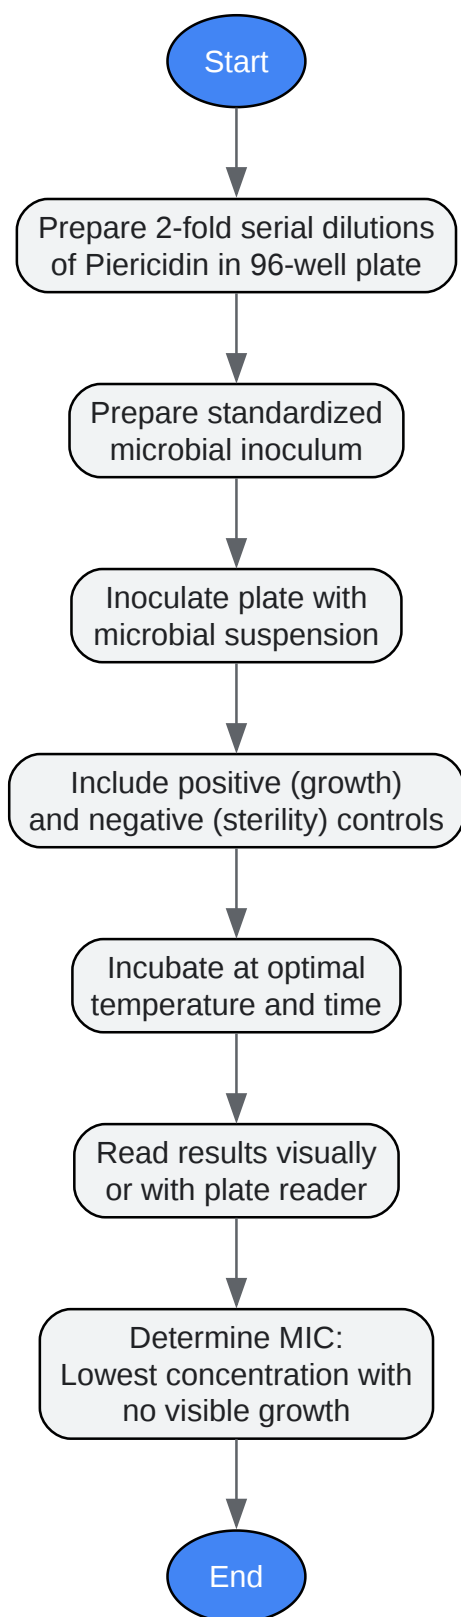 Start
Prepare 2-fold serial dilutions
of Piericidin in 96-well plate
Prepare standardized
microbial inoculum
Inoculate plate with
microbial suspension
Include positive (growth)
and negative (sterility) controls
Incubate at optimal
temperature and time
Read results visually
or with plate reader
Determine MIC:
Lowest concentration with
no visible growth
End